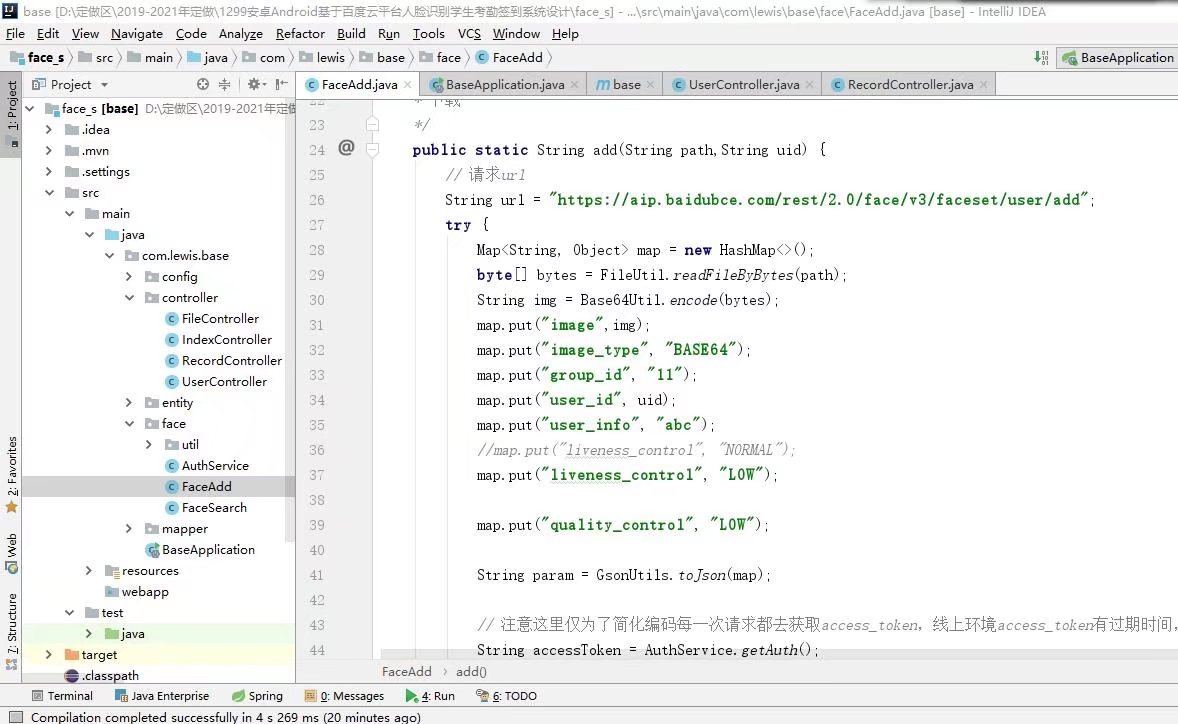 base [D:\定做区\2019-2021年定做\1299安卓Android基于百度云平台人脸识别学生考勤签到系统设计\face_s] - ...\src\main\java\com\lewis\base\face\FaceAdd.java [base] - IntelliJ IDEA
File Edit View Navigate Code Analyze Refactor Build Run Tools VCS Window Help
face_s src main java com lewis base face FaceAdd BaseApplication
Project FaceAdd.java BaseApplication.java base UserController.java RecordController.java
1: Project
face_s [base] D:\定做区\2019-2021年定做
.idea
.mvn
.settings
src
main
java
com.lewis.base
config
controller
FileController
IndexController
RecordController
UserController
entity
face
util
AuthService
FaceAdd
FaceSearch
mapper
BaseApplication
resources
webapp
test
java
target
.classpath
2: Favorites
Web
Z: Structure
22 * 下载
23 */
24 @ public static String add(String path,String uid) {
25 // 请求url
26 String url = "https://aip.baidubce.com/rest/2.0/face/v3/faceset/user/add";
27 try {
28 Map<String, Object> map = new HashMap<>();
29 byte[] bytes = FileUtil.readFileByBytes(path);
30 String img = Base64Util.encode(bytes);
31 map.put("image",img);
32 map.put("image_type", "BASE64");
33 map.put("group_id", "11");
34 map.put("user_id", uid);
35 map.put("user_info", "abc");
36 //map.put("liveness_control", "NORMAL");
37 map.put("liveness_control", "LOW");
38
39 map.put("quality_control", "LOW");
40
41 String param = GsonUtils.toJson(map);
42
43 // 注意这里仅为了简化编码每一次请求都去获取access_token，线上环境access_token有过期时间，
44 String accessToken = AuthService.getAuth();
FaceAdd add()
Terminal Java Enterprise Spring 0: Messages 4: Run 6: TODO
Compilation completed successfully in 4 s 269 ms (20 minutes ago)